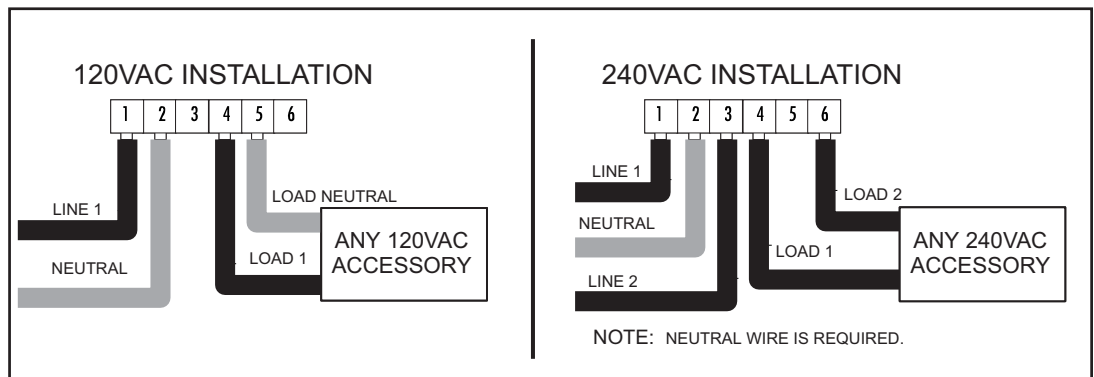 120VAC INSTALLATION
1 2 3 4 5 6
LINE 1
NEUTRAL
LOAD NEUTRAL
LOAD 1
ANY 120VAC
ACCESSORY
240VAC INSTALLATION
1 2 3 4 5 6
LINE 1
NEUTRAL
LINE 2
LOAD 2
LOAD 1
ANY 240VAC
ACCESSORY
NOTE: NEUTRAL WIRE IS REQUIRED.